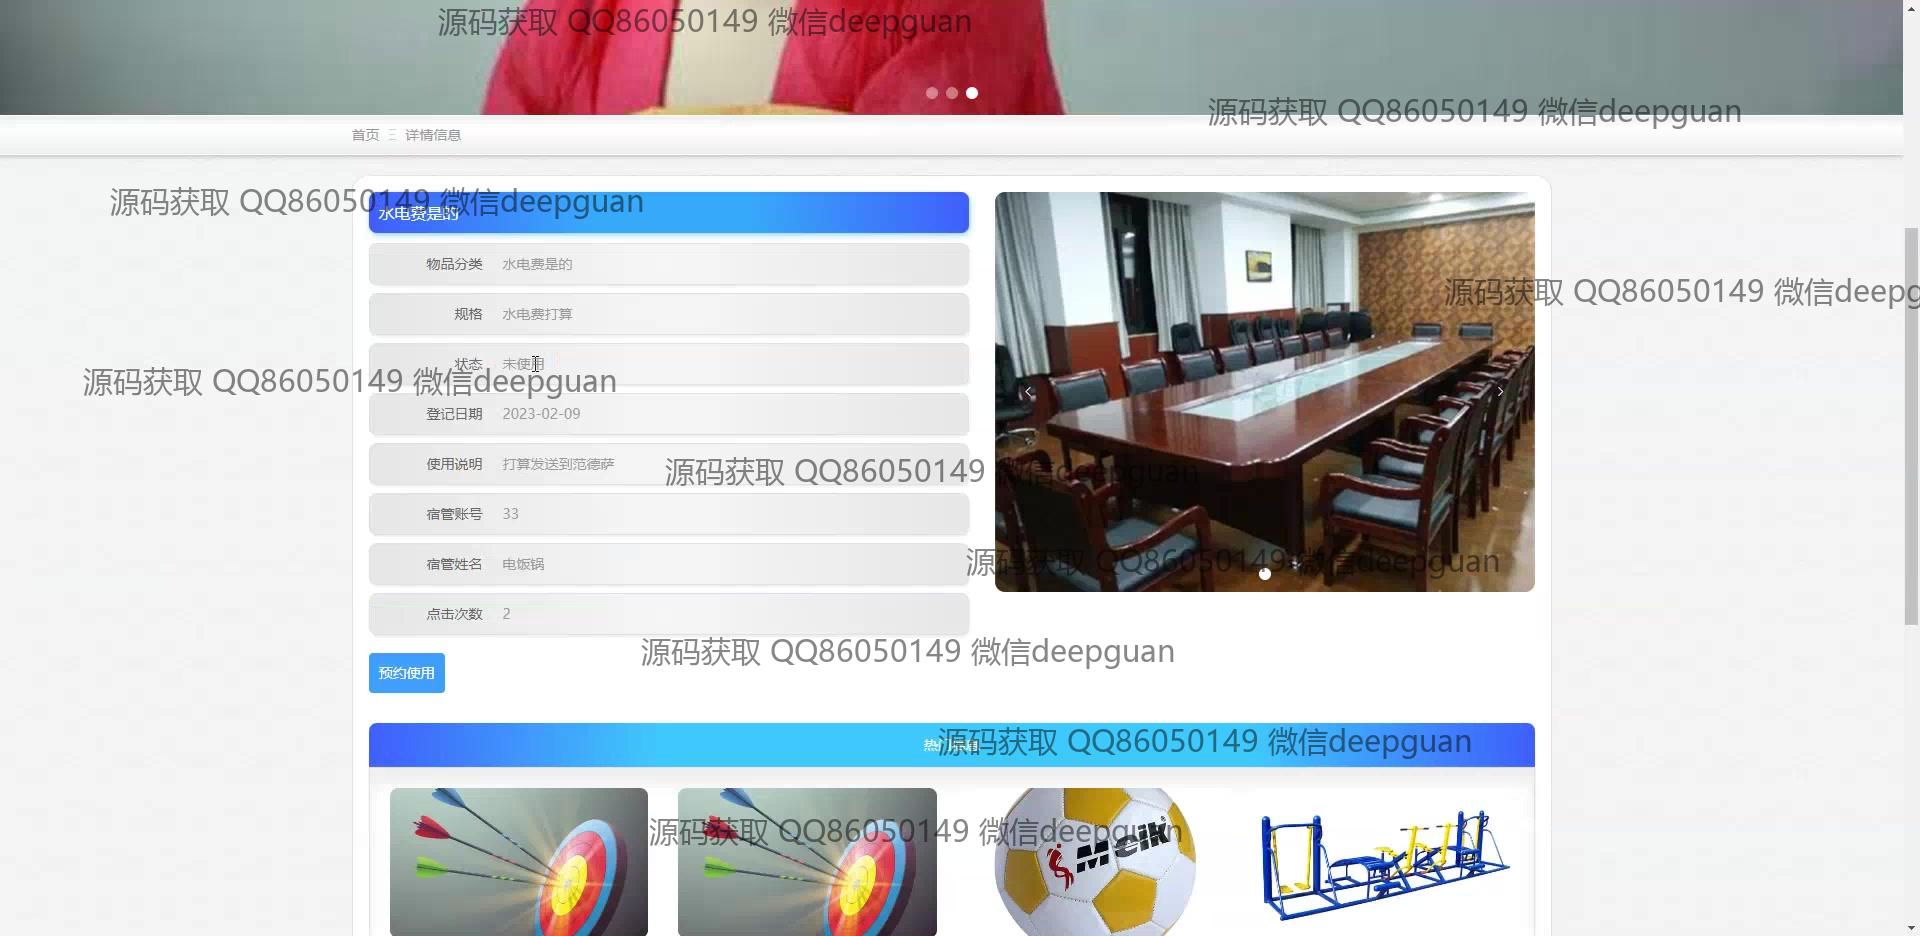 源码获取 QQ86050149 微信deepguan
源码获取 QQ86050149 微信deepguan
首页 详情信息
源码获取 QQ86050149 微信deepguan
水电费是的
物品分类 水电费是的
源码获取 QQ86050149 微信deepg
规格 水电费打算
状态 未使用
源码获取 QQ86050149 微信deepguan
登记日期 2023-02-09
使用说明 打算发送到范德萨
源码获取 QQ86050149 微信deepguan
宿管账号 33
宿管姓名 电饭锅
源码获取 QQ86050149 微信deepguan
点击次数 2
源码获取 QQ86050149 微信deepguan
预约使用
源码获取 QQ86050149 微信deepguan
源码获取 QQ86050149 微信deepguan